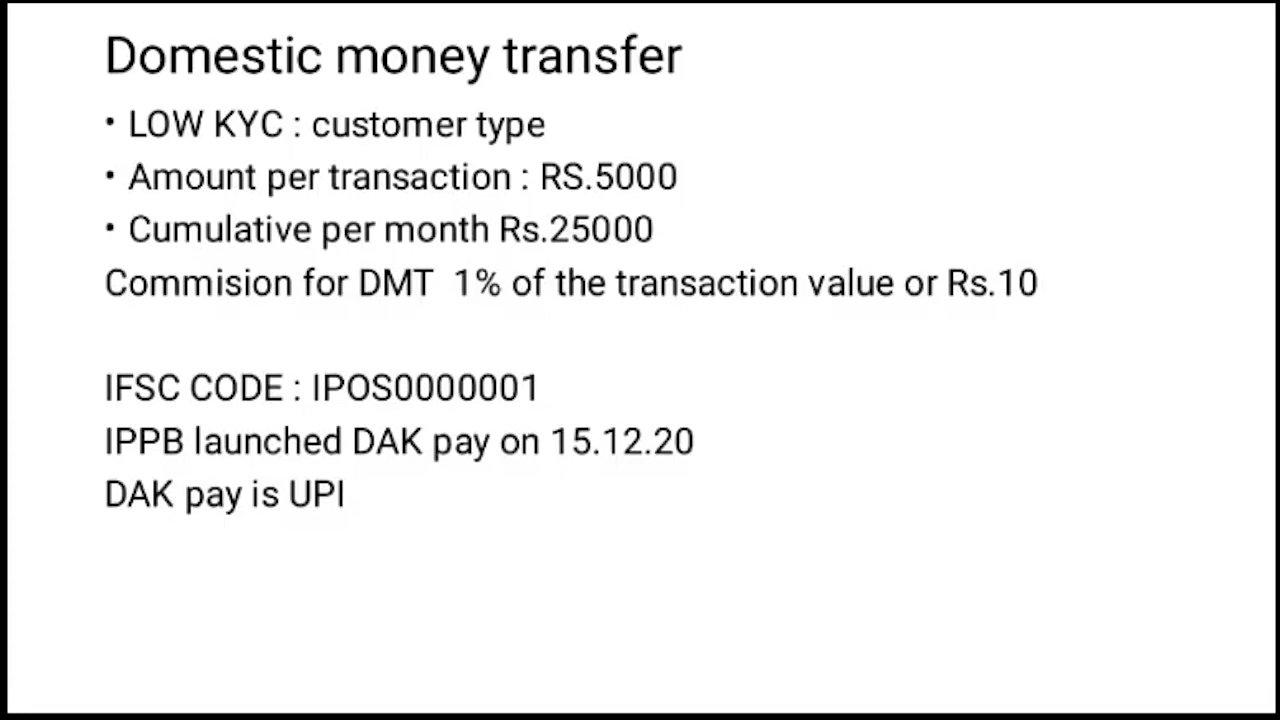 Domestic money transfer
• LOW KYC : customer type
• Amount per transaction : RS.5000
• Cumulative per month Rs.25000
Commision for DMT  1% of the transaction value or Rs.10
IFSC CODE : IPOS0000001
IPPB launched DAK pay on 15.12.20
DAK pay is UPI